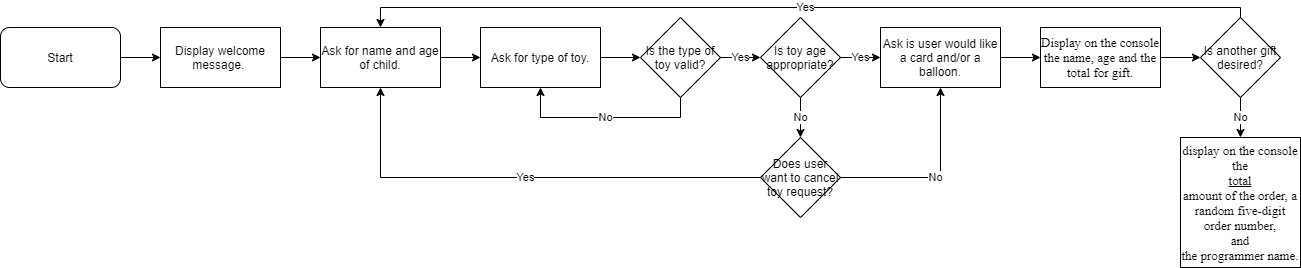 Yes
Start
Display welcome
message.
Ask for name and age
of child.
Ask for type of toy.
Is the type of
toy valid?
Yes
Is toy age
appropriate?
Yes
Ask is user would like
a card and/or a
balloon.
Display on the console
the name, age and the
total for gift.
Is another gift
desired?
No
No
No
Does user
want to cancel
toy request?
Yes
No
display on the console
the
total
amount of the order, a
random five-digit
order number,
and
the programmer name.